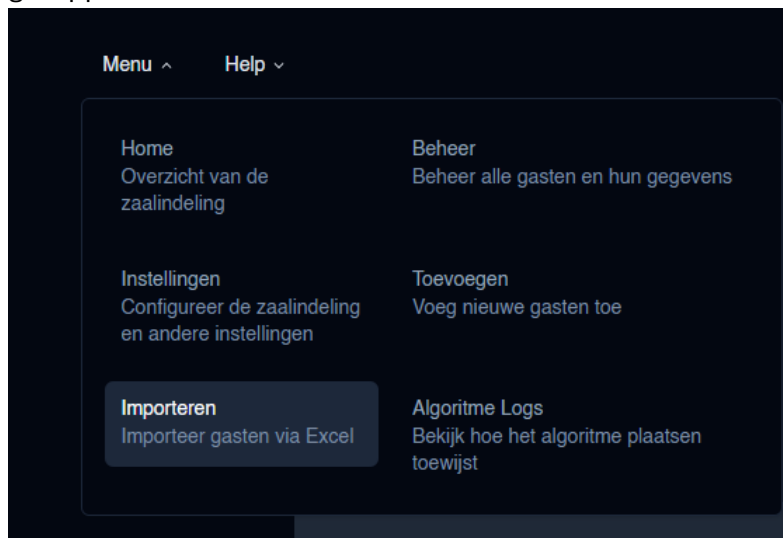 Menu
Help
Home
Overzicht van de
zaalindeling
Beheer
Beheer alle gasten en hun gegevens
Instellingen
Configureer de zaalindeling
en andere instellingen
Toevoegen
Voeg nieuwe gasten toe
Importeren
Importeer gasten via Excel
Algoritme Logs
Bekijk hoe het algoritme plaatsen
toewijst